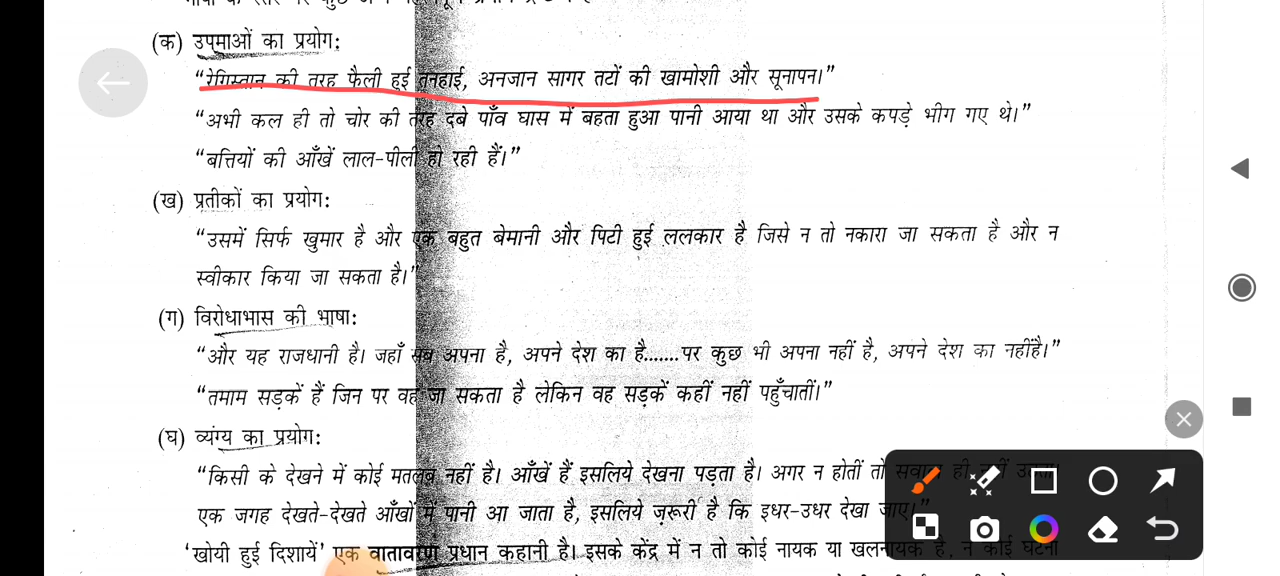 (क) उपमाओं का प्रयोग:
“रेगिस्तान की तरह फैली हुई तनहाई, अनजान सागर तटों की खामोशी और सूनापन।”
“अभी कल ही तो चोर की तरह दबे पाँव घास में बहता हुआ पानी आया था और उसके कपड़े भीग गए थे।”
“बत्तियों की आँखें लाल-पीली हो रही हैं।”
(ख) प्रतीकों का प्रयोग:
“उसमें सिर्फ खुमार है और एक बहुत बेमानी और पिटी हुई ललकार है जिसे न तो नकारा जा सकता है और न
स्वीकार किया जा सकता है।”
(ग) विरोधाभास की भाषा:
“और यह राजधानी है। जहाँ सब अपना है, अपने देश का है.......पर कुछ भी अपना नहीं है, अपने देश का नहींहै।”
“तमाम सड़कें हैं जिन पर वह जा सकता है लेकिन वह सड़कें कहीं नहीं पहुँचातीं।”
(घ) व्यंग्य का प्रयोग:
“किसी के देखने में कोई मतलब नहीं है। आँखें हैं इसलिये देखना पड़ता है। अगर न होतीं तो सवाल ही नहीं
एक जगह देखते-देखते आँखों में पानी आ जाता है, इसलिये ज़रूरी है कि इधर-उधर देखा जाए।”
‘खोयी हुई दिशायें’ एक वातावरण प्रधान कहानी है। इसके केंद्र में न तो कोई नायक या खलनायक है, न कोई घटना